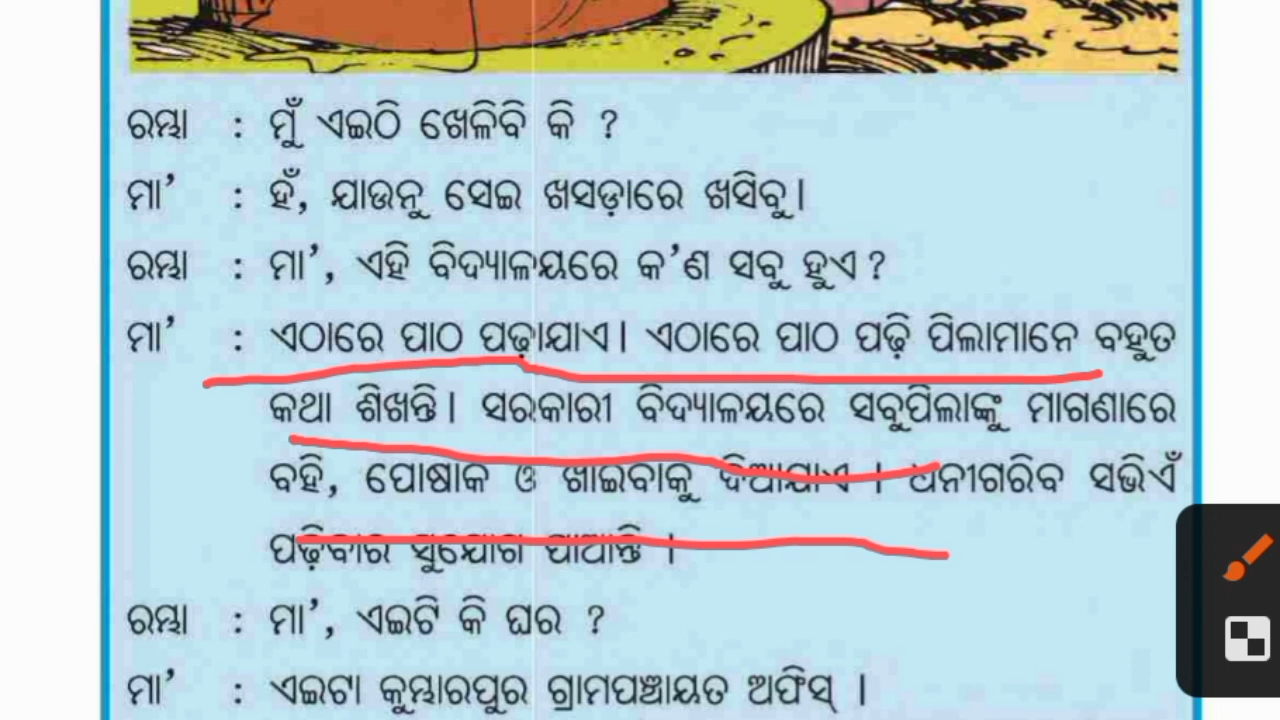 ରମ୍ଭା : ମୁଁ ଏଇଠି ଖେଳିବି କି ?
ମା’ : ହଁ, ଯାଉନୁ ସେଇ ଖସଡ଼ାରେ ଖସିବୁ।
ରମ୍ଭା : ମା’, ଏହି ବିଦ୍ୟାଳୟରେ କ’ଣ ସବୁ ହୁଏ ?
ମା’ : ଏଠାରେ ପାଠ ପଢ଼ାଯାଏ। ଏଠାରେ ପାଠ ପଢ଼ି ପିଲାମାନେ ବହୁତ
କଥା ଶିଖନ୍ତି। ସରକାରୀ ବିଦ୍ୟାଳୟରେ ସବୁପିଲାଙ୍କୁ ମାଗଣାରେ
ବହି, ପୋଷାକ ଓ ଖାଇବାକୁ ଦିଆଯାଏ । ଧନୀଗରିବ ସଭିଏଁ
ପଢ଼ିବାର ସୁଯୋଗ ପାଆନ୍ତି ।
ରମ୍ଭା : ମା’, ଏଇଟି କି ଘର ?
ମା’ : ଏଇଟା କୁମ୍ଭାରପୁର ଗ୍ରାମପଞ୍ଚାୟତ ଅଫିସ୍ ।